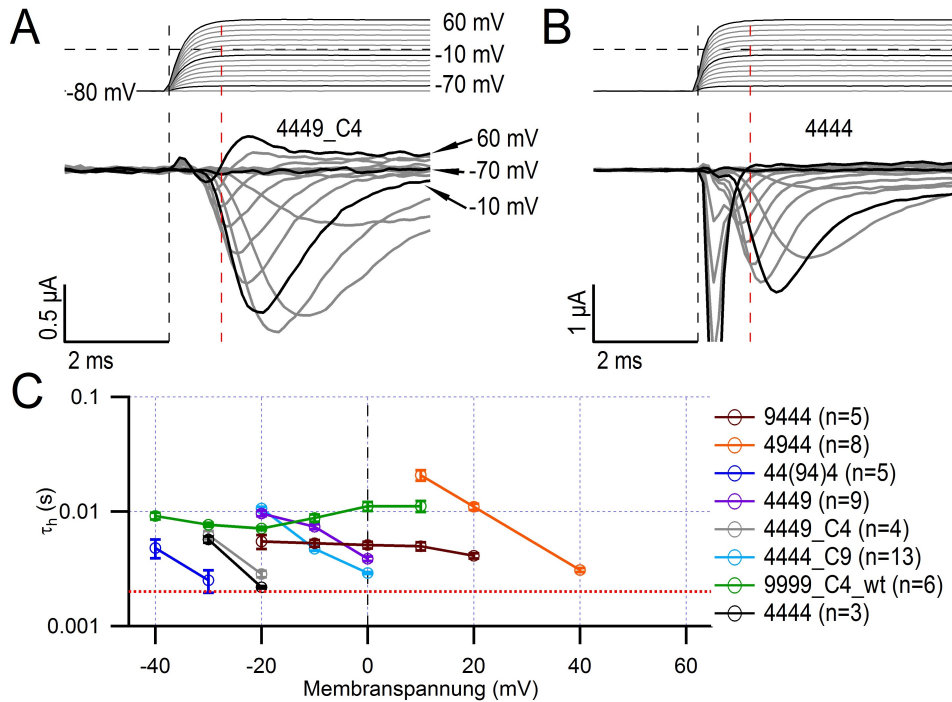 A
60 mV
-10 mV
-70 mV
-80 mV
4449_C4
60 mV
-70 mV
-10 mV
0.5 µA
2 ms
B
4444
1 µA
2 ms
C
0.1
0.01
0.001
τh (s)
-40 -20 0 20 40 60
Membranspannung (mV)
9444 (n=5)
4944 (n=8)
44(94)4 (n=5)
4449 (n=9)
4449_C4 (n=4)
4444_C9 (n=13)
9999_C4_wt (n=6)
4444 (n=3)